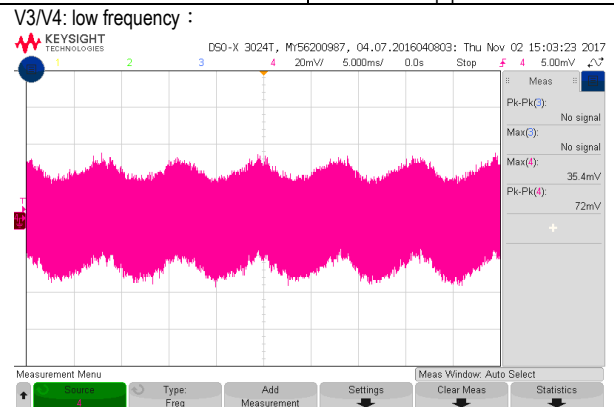 V3/V4: low frequency：
KEYSIGHT
TECHNOLOGIES
DSO-X 3024T, MY56200987, 04.07.2016040803: Thu Nov 02 15:03:23 2017
1 2 3 4 20mV/ 5.000ms/ 0.0s Stop 4 5.00mV
Meas
Pk-Pk(3):
No signal
Max(3):
No signal
Max(4):
35.4mV
Pk-Pk(4):
72mV
T
Measurement Menu
Meas Window: Auto Select
Source
4
Type:
Freq
Add
Measurement
Settings
Clear Meas
Statistics